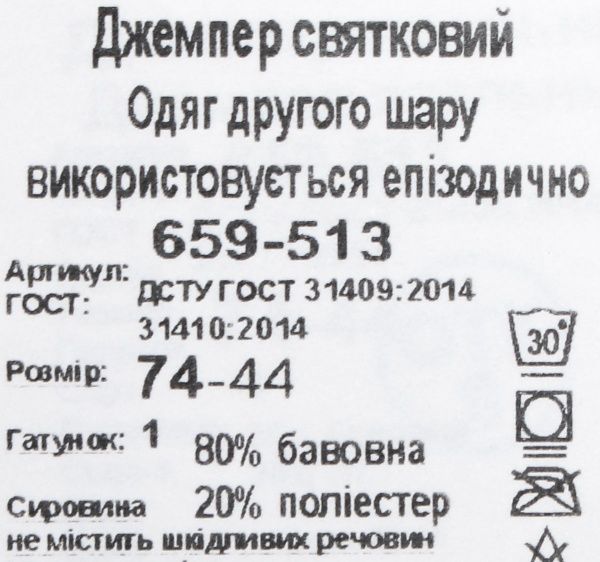 Джемпер святковий
Одяг другого шару
використовується епізодично
659-513
Артикул:
ГОСТ: ДСТУ ГОСТ 31409:2014
31410:2014
Розмір: 74-44
30°
Гатунок: 1 80% бавовна
Сировина 20% поліестер
не містить шкідливих речовин